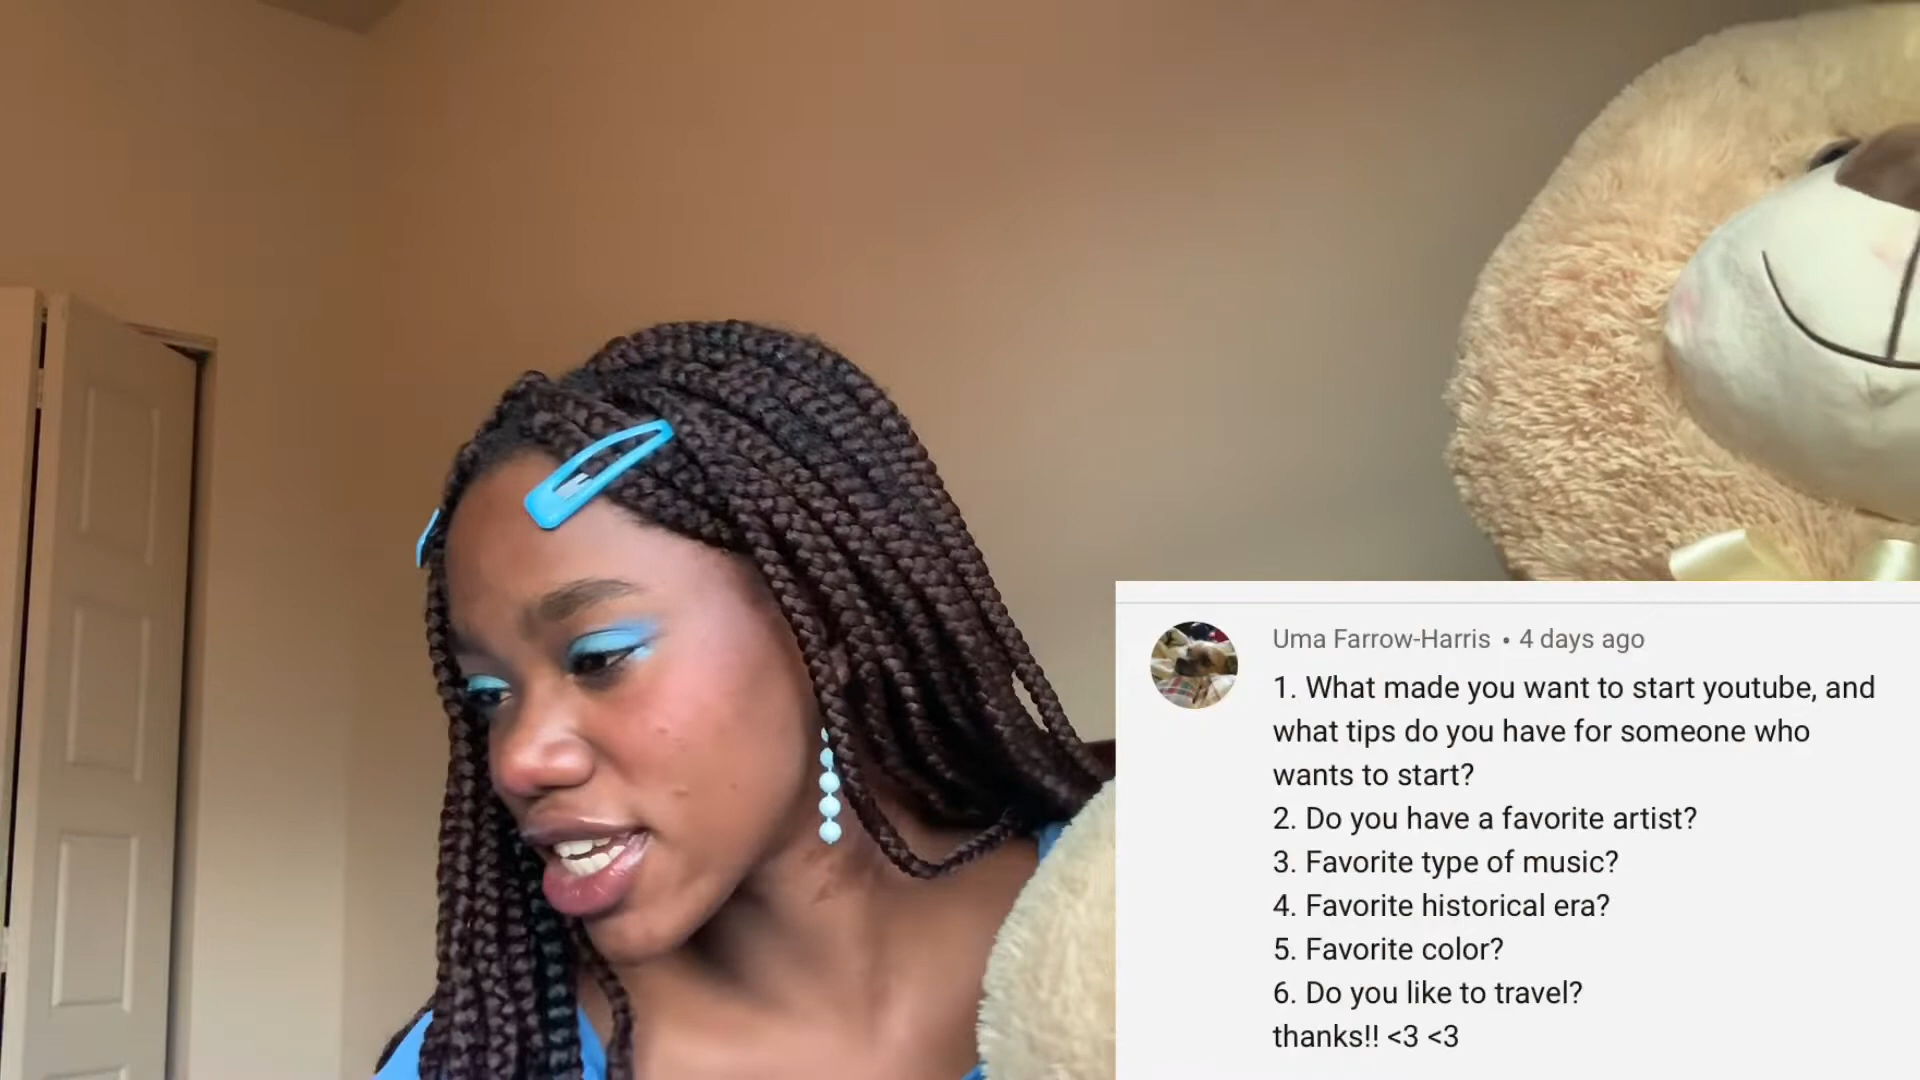 Uma Farrow-Harris • 4 days ago
1. What made you want to start youtube, and
what tips do you have for someone who
wants to start?
2. Do you have a favorite artist?
3. Favorite type of music?
4. Favorite historical era?
5. Favorite color?
6. Do you like to travel?
thanks!! <3 <3